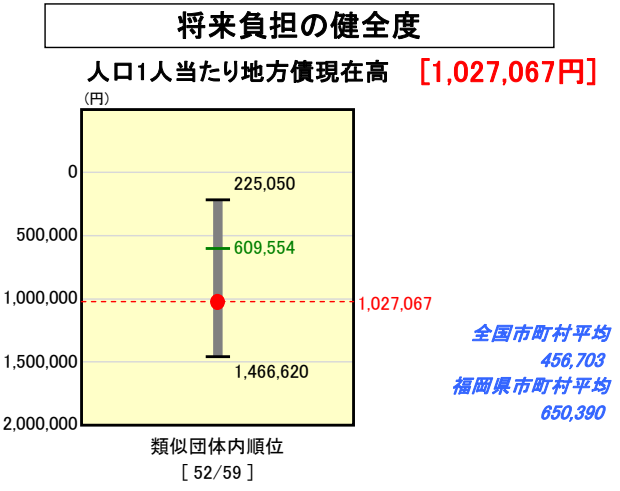 将来負担の健全度
人口1人当たり地方債現在高 [1,027,067円]
(円)
0
225,050
500,000
609,554
1,000,000
1,027,067
全国市町村平均
456,703
1,500,000
1,466,620
福岡県市町村平均
650,390
2,000,000
類似団体内順位
[ 52/59 ]